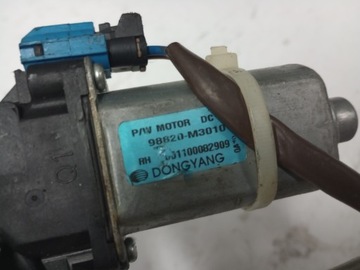 P/W MOTOR DC
98820-M3010
RH
DONGYANG